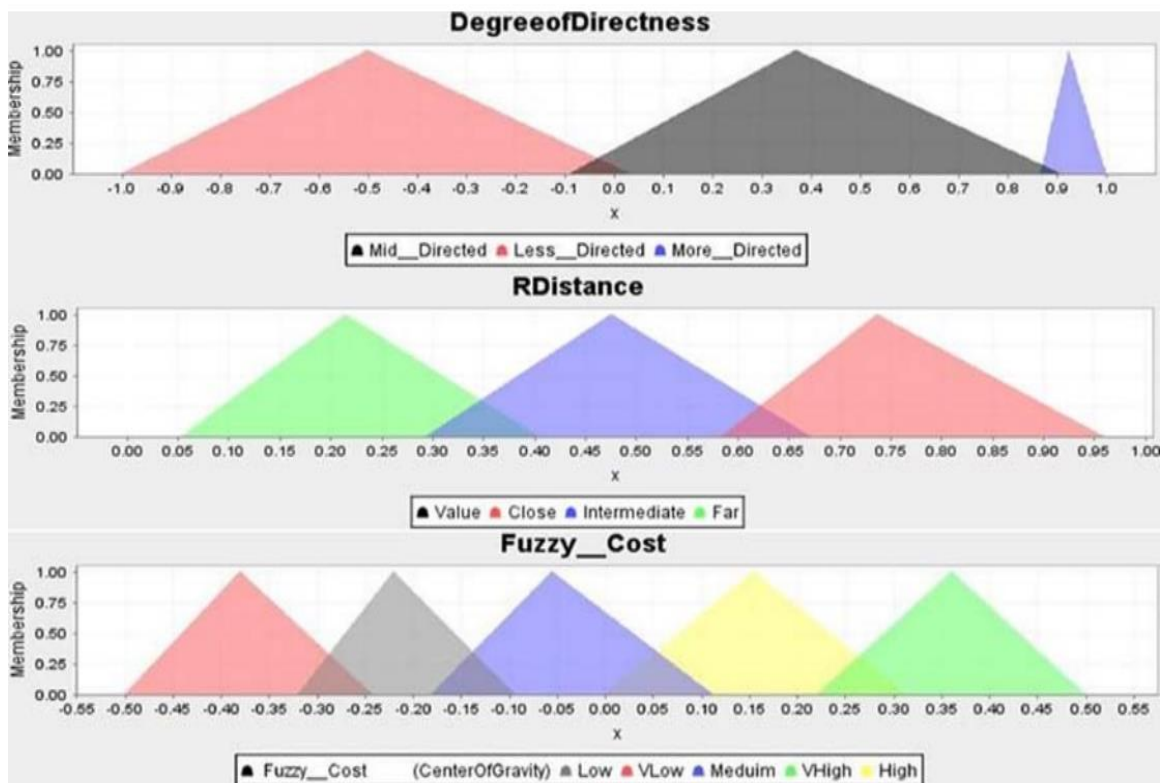 DegreeofDirectness
Membership
1.00
0.75
0.50
0.25
0.00
-1.0 -0.9 -0.8 -0.7 -0.6 -0.5 -0.4 -0.3 -0.2 -0.1 0.0 0.1 0.2 0.3 0.4 0.5 0.6 0.7 0.8 0.9 1.0
x
Mid__Directed Less__Directed More__Directed
RDistance
Membership
1.00
0.75
0.50
0.25
0.00
0.00 0.05 0.10 0.15 0.20 0.25 0.30 0.35 0.40 0.45 0.50 0.55 0.60 0.65 0.70 0.75 0.80 0.85 0.90 0.95 1.00
x
Value Close Intermediate Far
Fuzzy__Cost
Membership
1.00
0.75
0.50
0.25
0.00
-0.55 -0.50 -0.45 -0.40 -0.35 -0.30 -0.25 -0.20 -0.15 -0.10 -0.05 0.00 0.05 0.10 0.15 0.20 0.25 0.30 0.35 0.40 0.45 0.50 0.55
x
Fuzzy__Cost (CenterOfGravity) Low VLow Meduim VHigh High